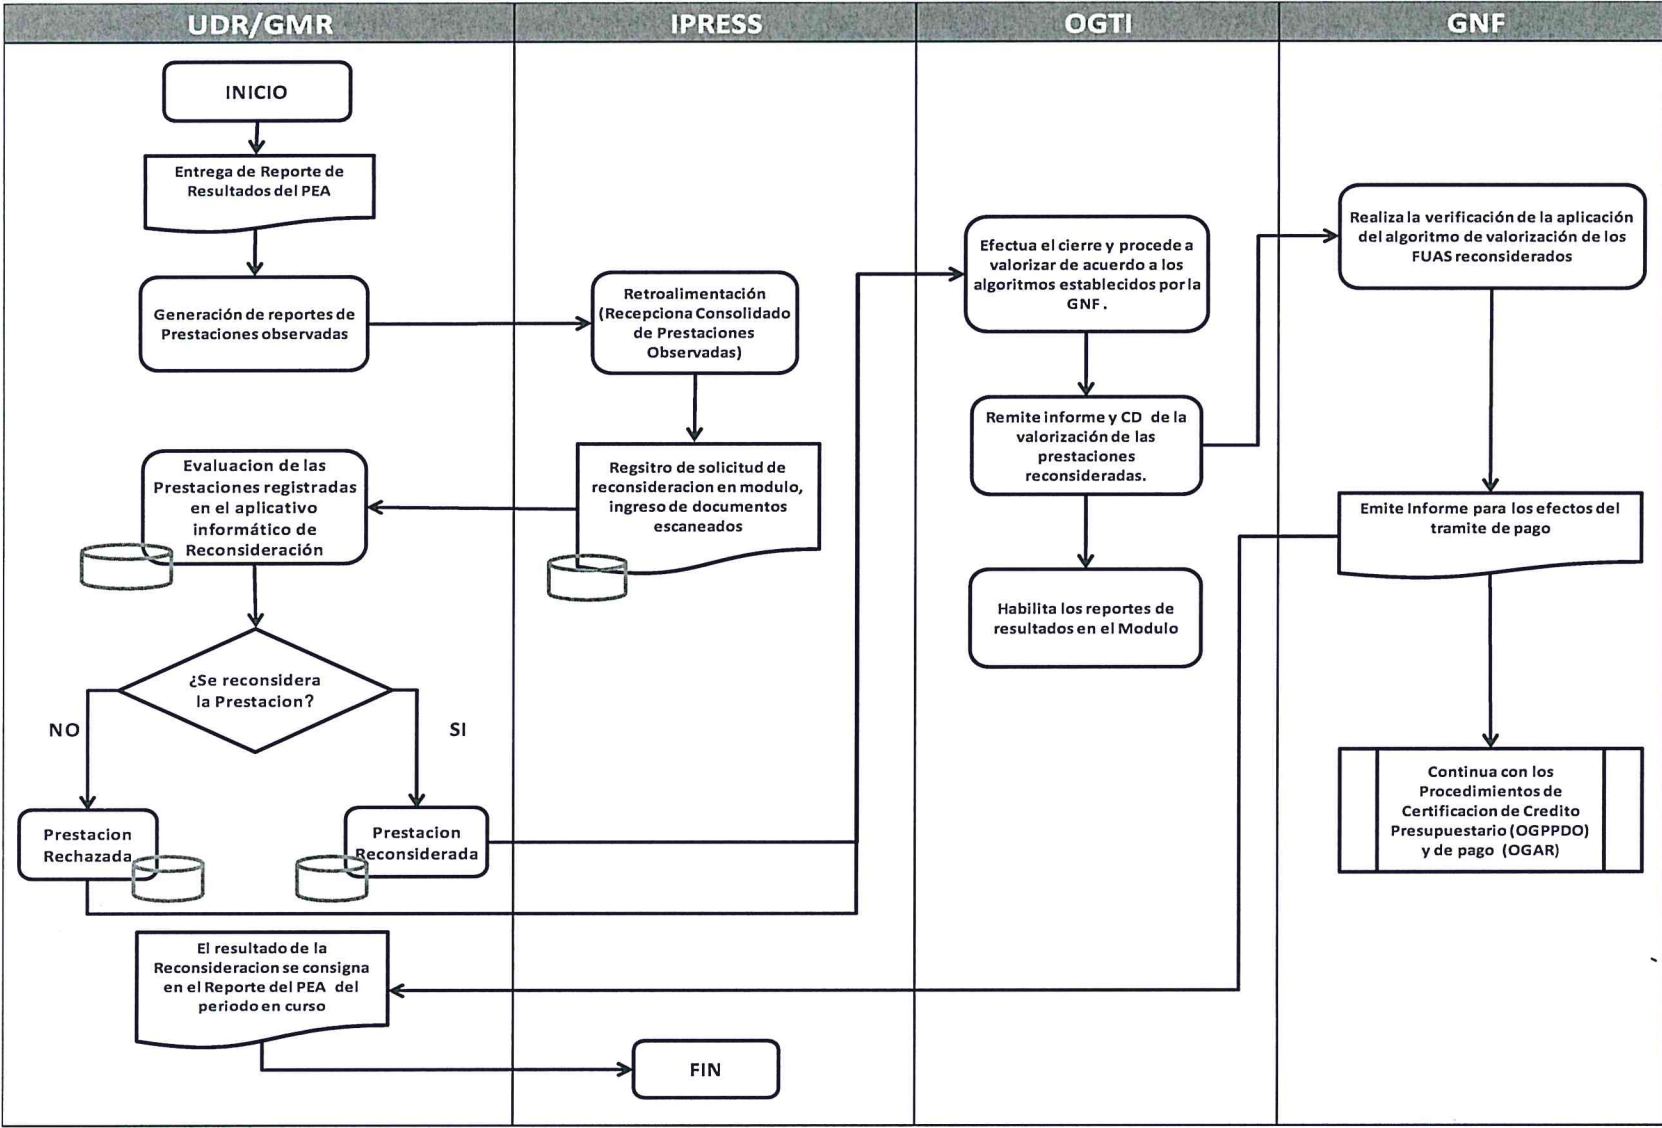 UDR/GMR
IPRESS
OGTI
GNF
INICIO
Entrega de Reporte de
Resultados del PEA
Generación de reportes de
Prestaciones observadas
Retroalimentación
(Recepciona Consolidado
de Prestaciones
Observadas)
Regsitro de solicitud de
reconsideracion en modulo,
ingreso de documentos
escaneados
Evaluacion de las
Prestaciones registradas
en el aplicativo
informático de
Reconsideración
¿Se reconsidera
la Prestacion?
NO
SI
Prestacion
Rechazada
Prestacion
Reconsiderada
Efectua el cierre y procede a
valorizar de acuerdo a los
algoritmos establecidos por la
GNF.
Remite informe y CD de la
valorización de las
prestaciones
reconsideradas.
Habilita los reportes de
resultados en el Modulo
Realiza la verificación de la aplicación
del algoritmo de valorización de los
FUAS reconsiderados
Emite Informe para los efectos del
tramite de pago
Continua con los
Procedimientos de
Certificacion de Credito
Presupuestario (OGPPDO)
y de pago (OGAR)
El resultado de la
Reconsideracion se consigna
en el Reporte del PEA del
periodo en curso
FIN